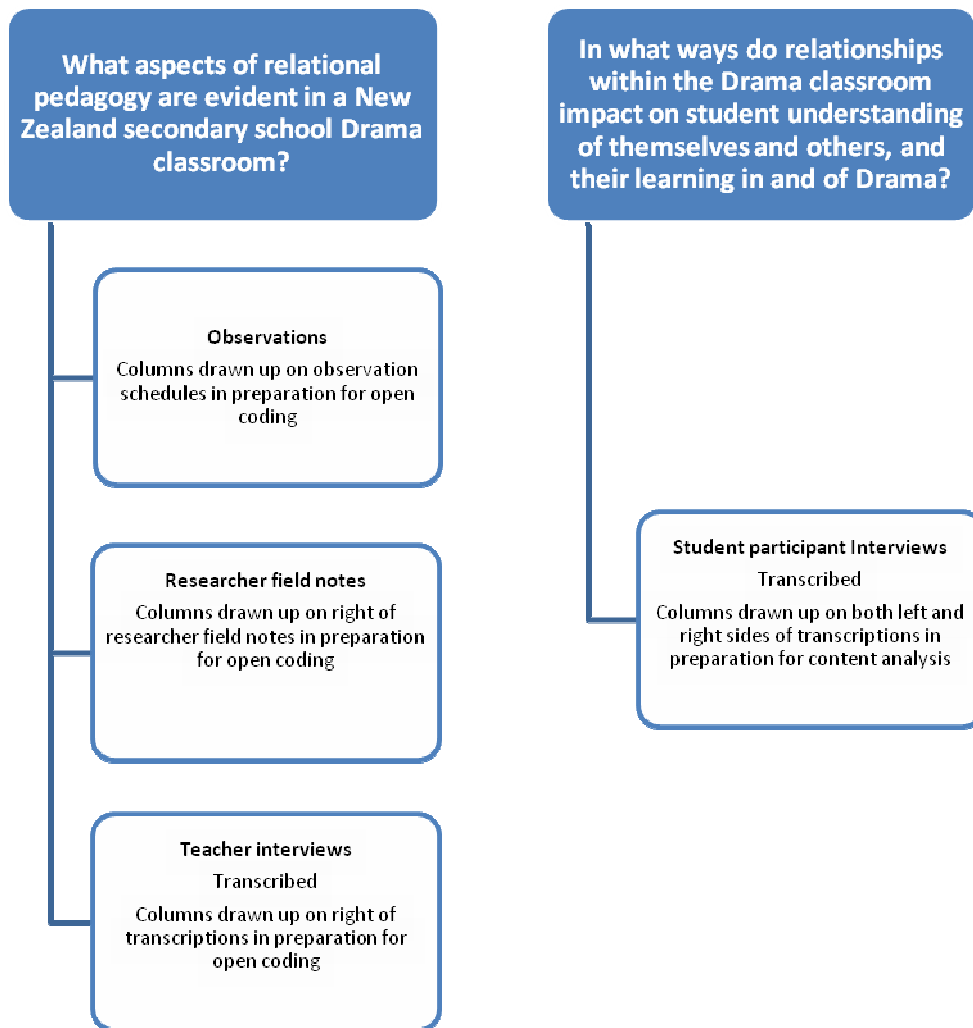 What aspects of relational
pedagogy are evident in a New
Zealand secondary school Drama
classroom?
Observations
Columns drawn up on observation
schedules in preparation for open
coding
Researcher field notes
Columns drawn up on right of
researcher field notes in preparation
for open coding
Teacher interviews
Transcribed
Columns drawn up on right of
transcriptions in preparation for
open coding
In what ways do relationships
within the Drama classroom
impact on student understanding
of themselves and others, and
their learning in and of Drama?
Student participant Interviews
Transcribed
Columns drawn up on both left and
right sides of transcriptions in
preparation for content analysis